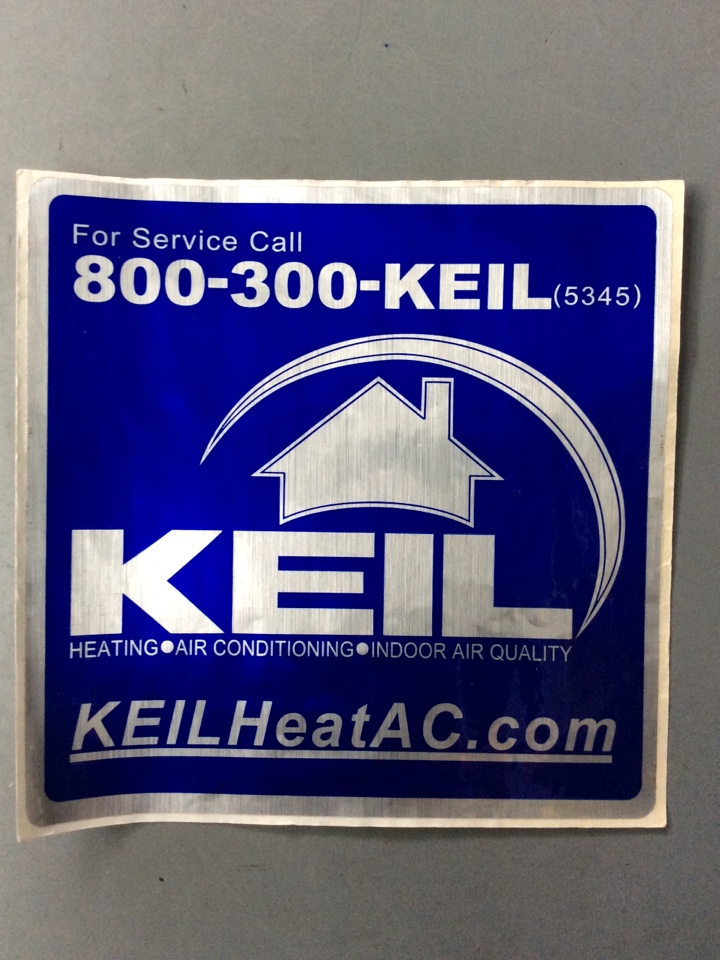 For Service Call
800-300-KEIL(5345)
KEIL
HEATING●AIR CONDITIONING●INDOOR AIR QUALITY
KEILHeatAC.com